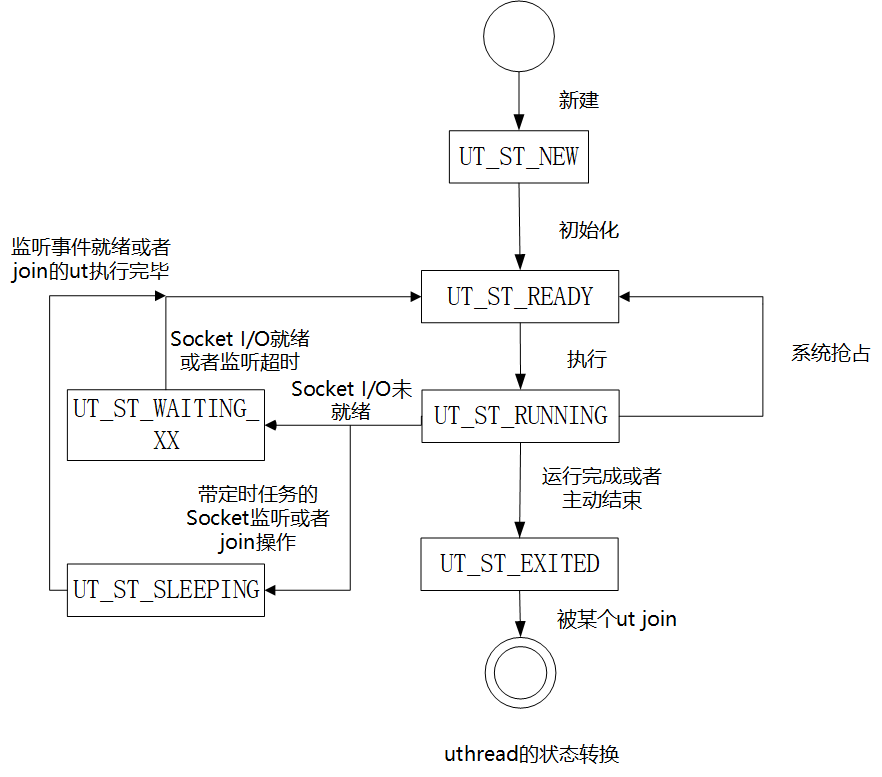 新建
UT_ST_NEW
初始化
监听事件就绪或者
join的ut执行完毕
UT_ST_READY
Socket I/O就绪
或者监听超时
执行
系统抢占
Socket I/O未
就绪
UT_ST_WAITING_
XX
UT_ST_RUNNING
运行完成或者
主动结束
带定时任务的
Socket监听或者
join操作
UT_ST_EXITED
UT_ST_SLEEPING
被某个ut join
uthread的状态转换